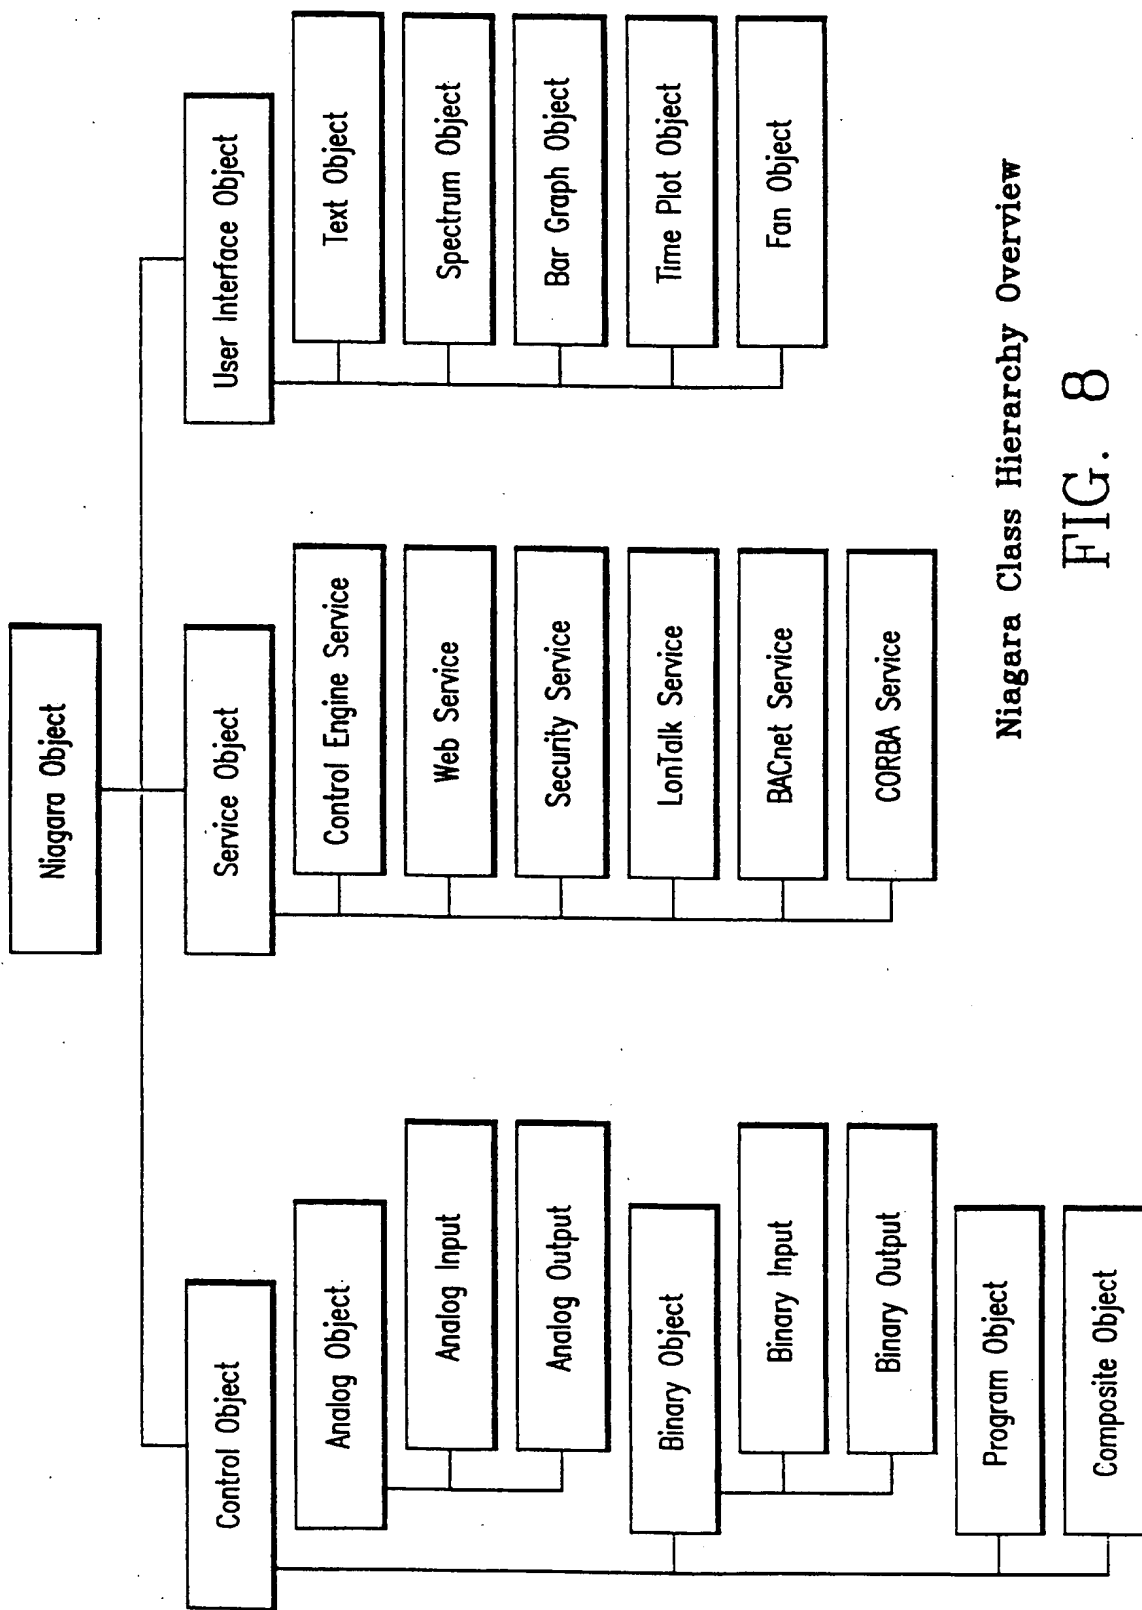 Niagara Object
Control Object
Analog Object
Analog Input
Analog Output
Binary Object
Binary Input
Binary Output
Program Object
Composite Object
Service Object
Control Engine Service
Web Service
Security Service
LonTalk Service
BACnet Service
CORBA Service
User Interface Object
Text Object
Spectrum Object
Bar Graph Object
Time Plot Object
Fan Object
Niagara Class Hierarchy Overview
FIG. 8